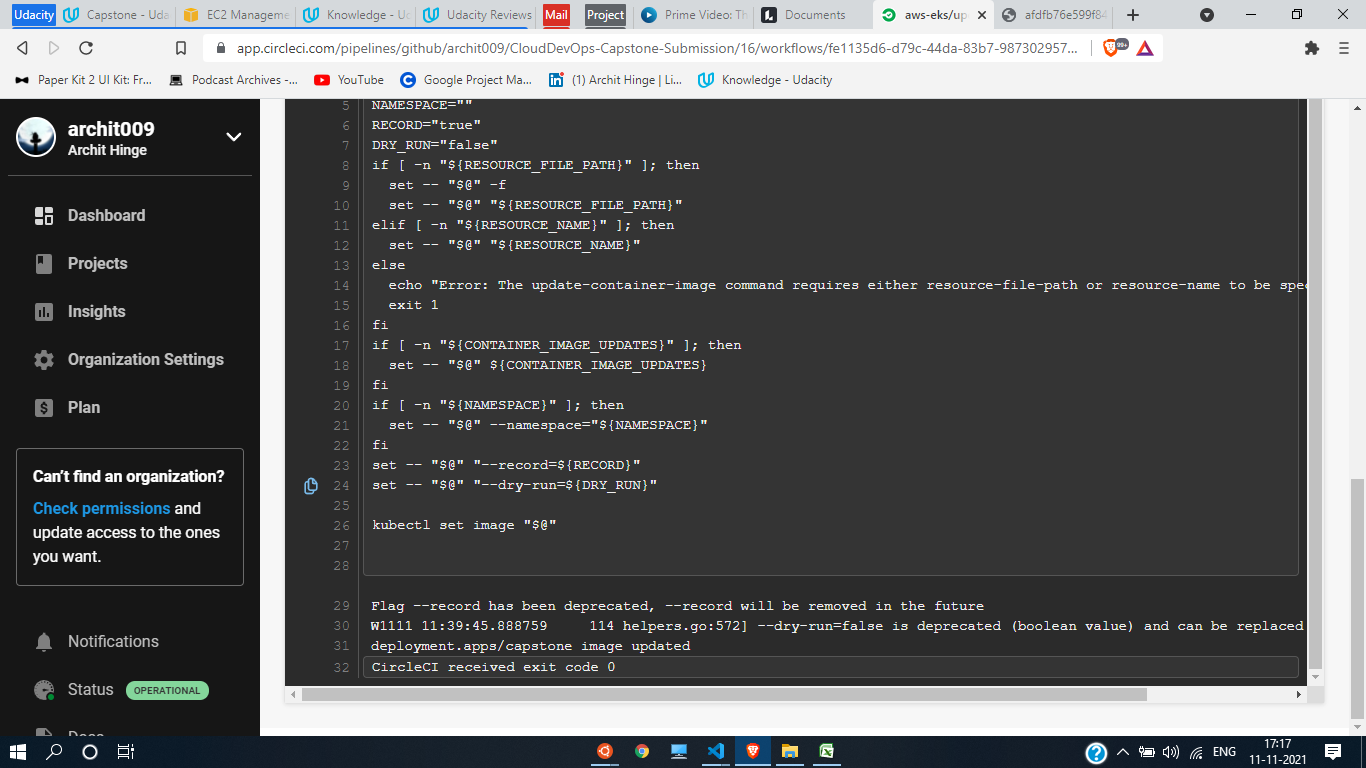 Udacity
Capstone - Uda
EC2 Manageme
Knowledge - Uc
Udacity Reviews
Mail
Project
Prime Video: Th
Documents
aws-eks/up
afdfb76e599f84
app.circleci.com/pipelines/github/archit009/CloudDevOps-Capstone-Submission/16/workflows/fe1135d6-d79c-44da-83b7-987302957...
99+
Paper Kit 2 UI Kit: Fr...
Podcast Archives -...
YouTube
Google Project Ma...
(1) Archit Hinge | Li...
Knowledge - Udacity
archit009
Archit Hinge
Dashboard
Projects
Insights
Organization Settings
Plan
Can't find an organization?
Check permissions and
update access to the ones
you want.
Notifications
Status OPERATIONAL
Docs
5 NAMESPACE=""
6 RECORD="true"
7 DRY_RUN="false"
8 if [ -n "${RESOURCE_FILE_PATH}" ]; then
9 set -- "$@" -f
10 set -- "$@" "${RESOURCE_FILE_PATH}"
11 elif [ -n "${RESOURCE_NAME}" ]; then
12 set -- "$@" "${RESOURCE_NAME}"
13 else
14 echo "Error: The update-container-image command requires either resource-file-path or resource-name to be spec
15 exit 1
16 fi
17 if [ -n "${CONTAINER_IMAGE_UPDATES}" ]; then
18 set -- "$@" ${CONTAINER_IMAGE_UPDATES}
19 fi
20 if [ -n "${NAMESPACE}" ]; then
21 set -- "$@" --namespace="${NAMESPACE}"
22 fi
23 set -- "$@" "--record=${RECORD}"
24 set -- "$@" "--dry-run=${DRY_RUN}"
25
26 kubectl set image "$@"
27
28
29 Flag --record has been deprecated, --record will be removed in the future
30 W1111 11:39:45.888759 114 helpers.go:572] --dry-run=false is deprecated (boolean value) and can be replaced
31 deployment.apps/capstone image updated
32 CircleCI received exit code 0
ENG
17:17
11-11-2021